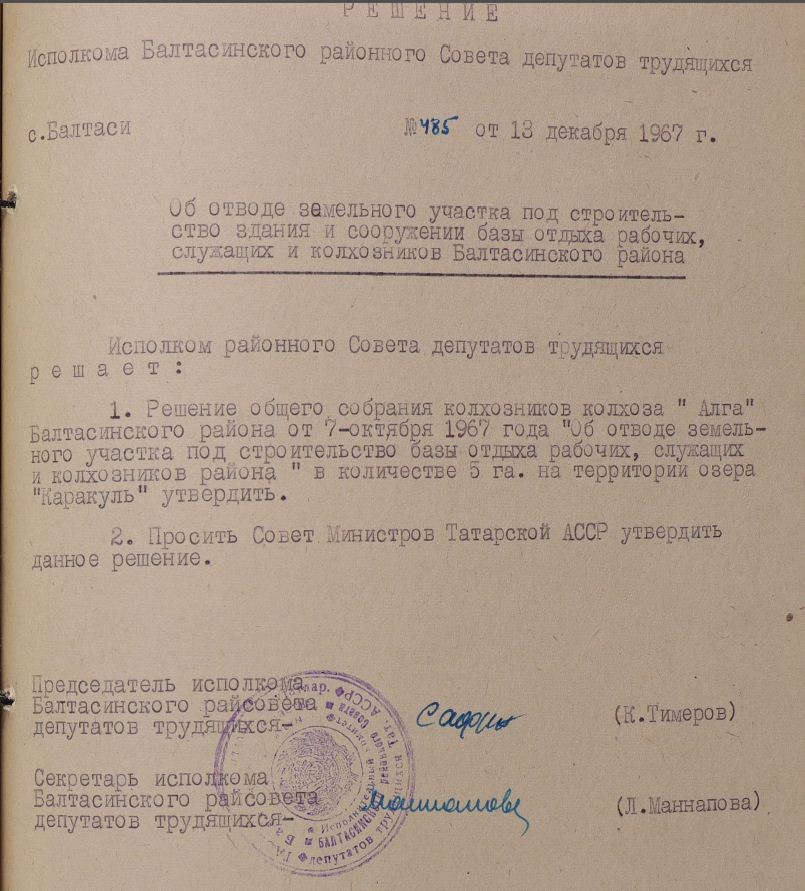 РЕШЕНИЕ
Исполкома Балтасинского районного Совета депутатов трудящихся
с.Балтаси №485 от 13 декабря 1967 г.
Об отводе земельного участка под строитель-
ство здания и сооружении базы отдыха рабочих,
служащих и колхозников Балтасинского района
Исполком районного Совета депутатов трудящихся
решает:
1. Решение общего собрания колхозников колхоза " Алга"
Балтасинского района от 7-октября 1967 года "Об отводе земель-
ного участка под строительство базы отдыха рабочих, служащих
и колхозников района " в количестве 5 га. на территории озера
"Каракуль" утвердить.
2. Просить Совет Министров Татарской АССР утвердить
данное решение.
Председатель исполкома
Балтасинского райсовета
депутатов трудящихся-
(К.Тимеров)
Секретарь исполкома
Балтасинского райсовета
депутатов трудящихся-
(Л.Маннапова)